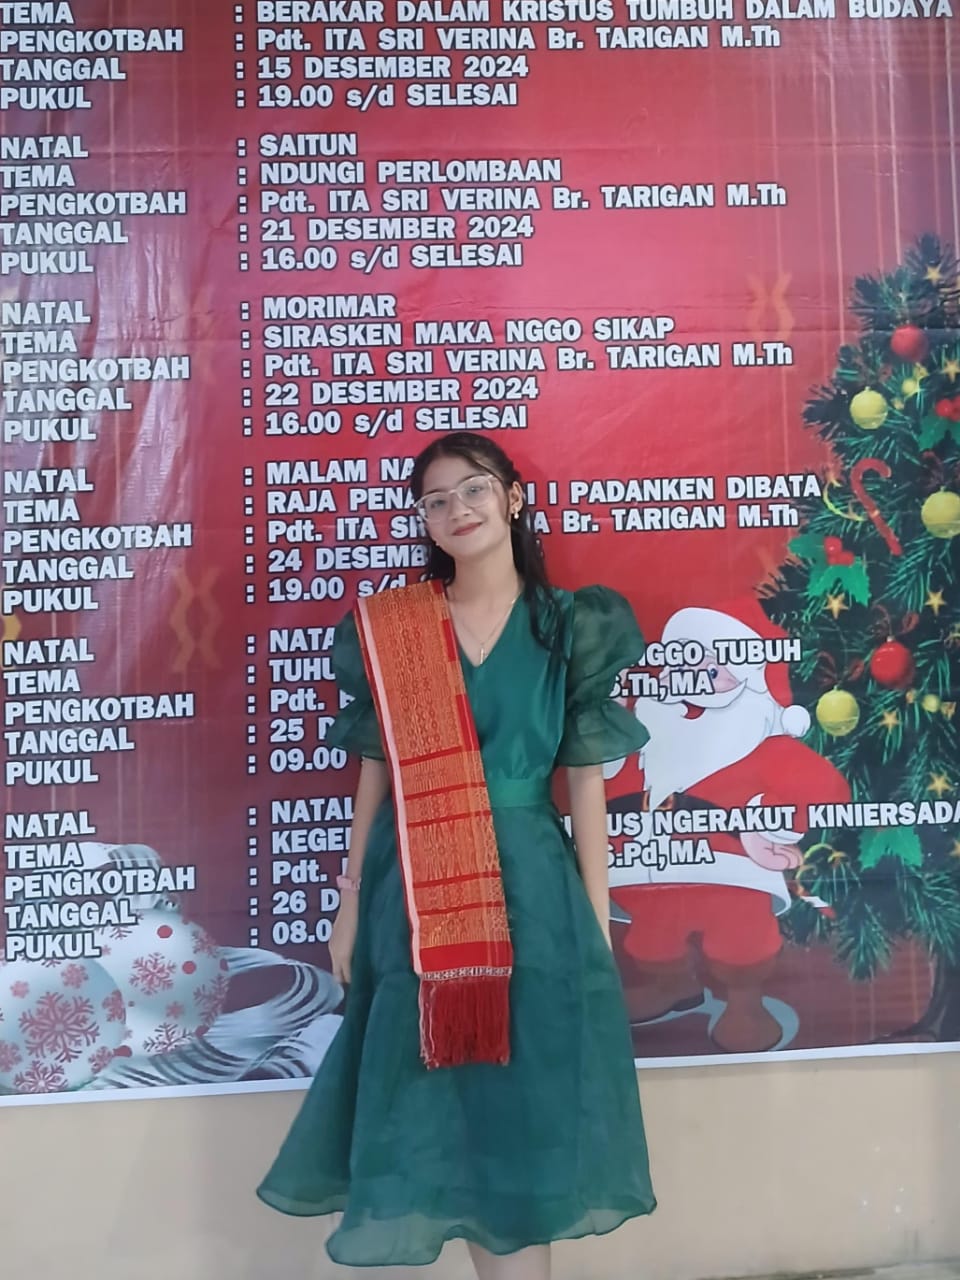 TEMA : BERAKAR DALAM KRISTUS TUMBUH DALAM BUDAYA
PENGKOTBAH : Pdt. ITA SRI VERINA Br. TARIGAN M.Th
TANGGAL : 15 DESEMBER 2024
PUKUL : 19.00 s/d SELESAI
NATAL : SAITUN
TEMA : NDUNGI PERLOMBAAN
PENGKOTBAH : Pdt. ITA SRI VERINA Br. TARIGAN M.Th
TANGGAL : 21 DESEMBER 2024
PUKUL : 16.00 s/d SELESAI
NATAL : MORIMAR
TEMA : SIRASKEN MAKA NGGO SIKAP
PENGKOTBAH : Pdt. ITA SRI VERINA Br. TARIGAN M.Th
TANGGAL : 22 DESEMBER 2024
PUKUL : 16.00 s/d SELESAI
NATAL : MALAM
TEMA : RAJA I PADANKEN DIBATA
PENGKOTBAH : Pdt. ITA Br. TARIGAN M.Th
TANGGAL : 24
PUKUL : 19.00 s/d
NATAL :
TEMA : TUBUH
PENGKOTBAH : Pdt. MA
TANGGAL : 25
PUKUL : 09.00
NATAL : NATAL
TEMA : NGERAKUT KINIERSADA
PENGKOTBAH : Pdt. MA
TANGGAL : 26
PUKUL :